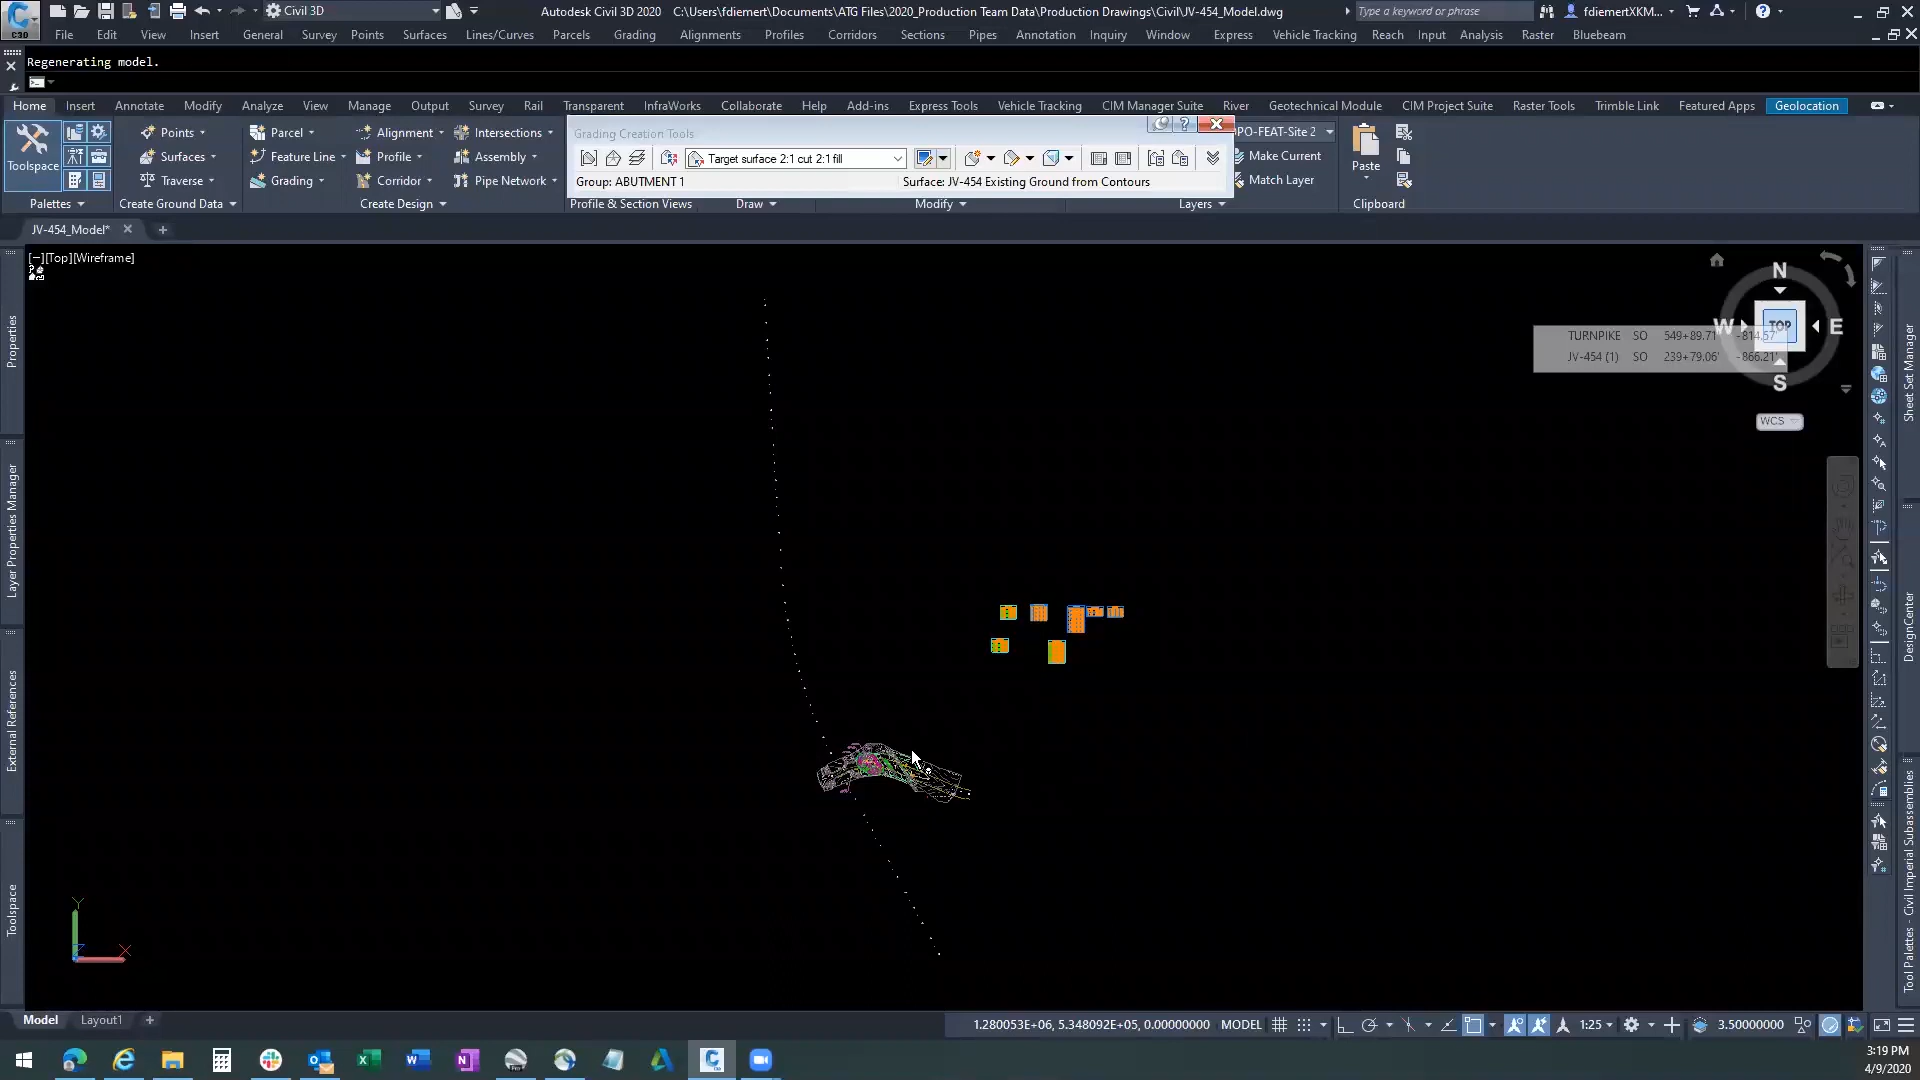 Civil 3D
Autodesk Civil 3D 2020 C:\Users\fdiemert\Documents\ATG Files\2020_Production Team Data\Production Drawings\Civil\JV-454_Model.dwg
Type a keyword or phrase
fdiemertXKM...
C3D
File Edit View Insert General Survey Points Surfaces Lines/Curves Parcels Grading Alignments Profiles Corridors Sections Pipes Annotation Inquiry Window Express Vehicle Tracking Reach Input Analysis Raster Bluebeam
Regenerating model.
Home Insert Annotate Modify Analyze View Manage Output Survey Rail Transparent InfraWorks Collaborate Help Add-ins Express Tools Vehicle Tracking CIM Manager Suite River Geotechnical Module CIM Project Suite Raster Tools Trimble Link Featured Apps Geolocation
Toolspace
Points
Surfaces
Traverse
Parcel
Feature Line
Grading
Alignment
Profile
Corridor
Intersections
Assembly
Pipe Network
Grading Creation Tools
Target surface 2:1 cut 2:1 fill
Group: ABUTMENT 1
Surface: JV-454 Existing Ground from Contours
PO-FEAT-Site 2
Make Current
Match Layer
Paste
Palettes
Create Ground Data
Create Design
Profile & Section Views
Draw
Modify
Layers
Clipboard
JV-454_Model*
[−][Top][Wireframe]
N
W
TOP
E
S
TURNPIKE SO 549+89.71' -814.57'
JV-454 (1) SO 239+79.06' -866.21'
WCS
Properties
Layer Properties Manager
External References
Toolspace
Sheet Set Manager
DesignCenter
Tool Palettes - Civil Imperial Subassemblies
Y
Z
X
Model Layout1
1.280053E+06, 5.348092E+05, 0.00000000 MODEL
1:25
3.50000000
3:19 PM
4/9/2020